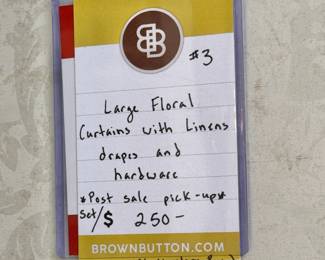 #3
Large Floral
Curtains with Linens
drapes and
hardware
*Post sale pick-up*
Set/$ 250-
BROWNBUTTON.COM